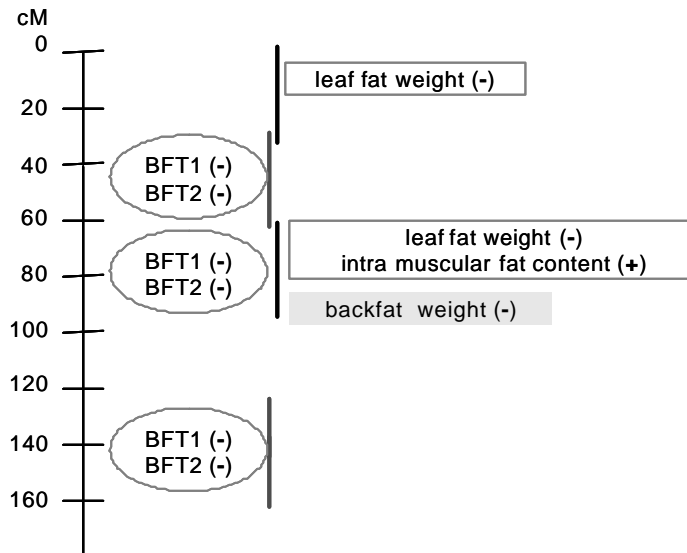 cM
0
leaf fat weight (-)
20
40
BFT1 (-)
BFT2 (-)
60
leaf fat weight (-)
intra muscular fat content (+)
BFT1 (-)
BFT2 (-)
80
backfat weight (-)
100
120
140
BFT1 (-)
BFT2 (-)
160